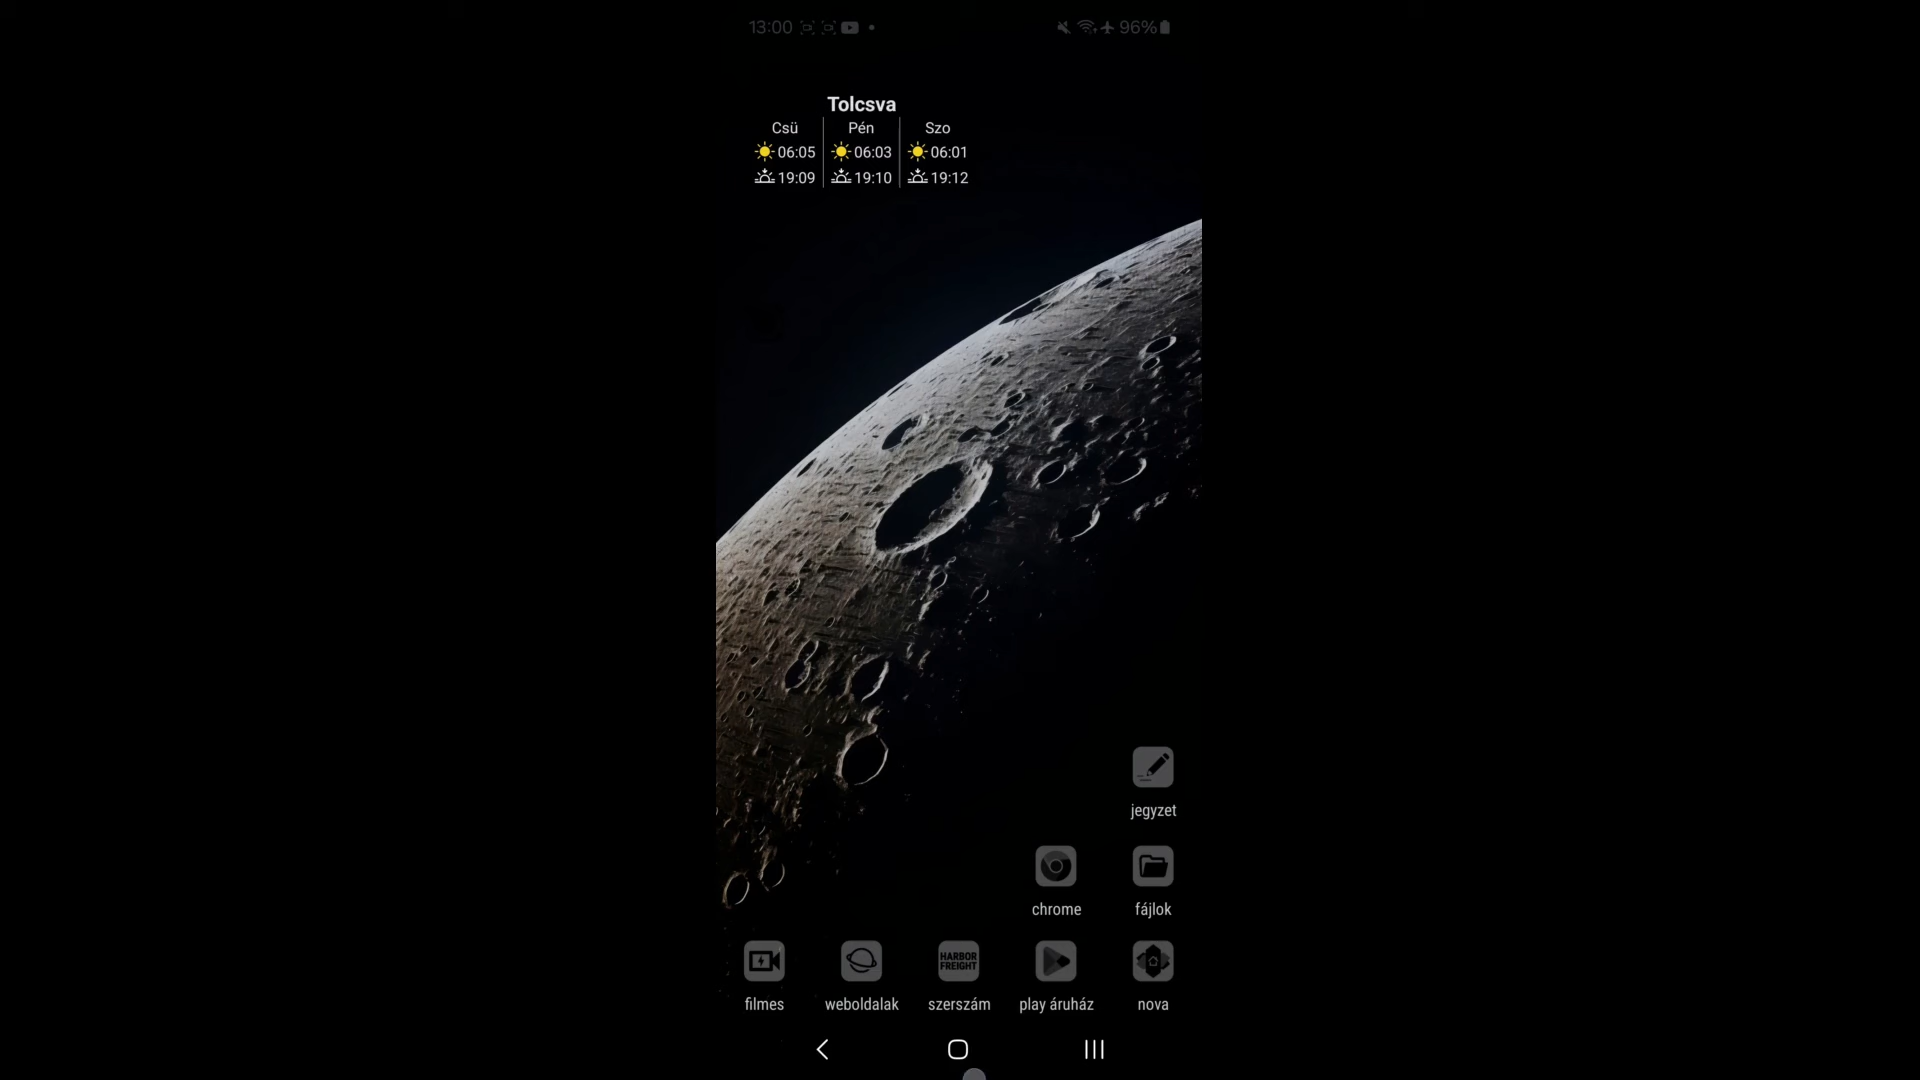 13:00
96%
Tolcsva
Csü Pén Szo
06:05 06:03 06:01
19:09 19:10 19:12
jegyzet
chrome fájlok
HARBOR
FREIGHT
filmes weboldalak szerszám play áruház nova